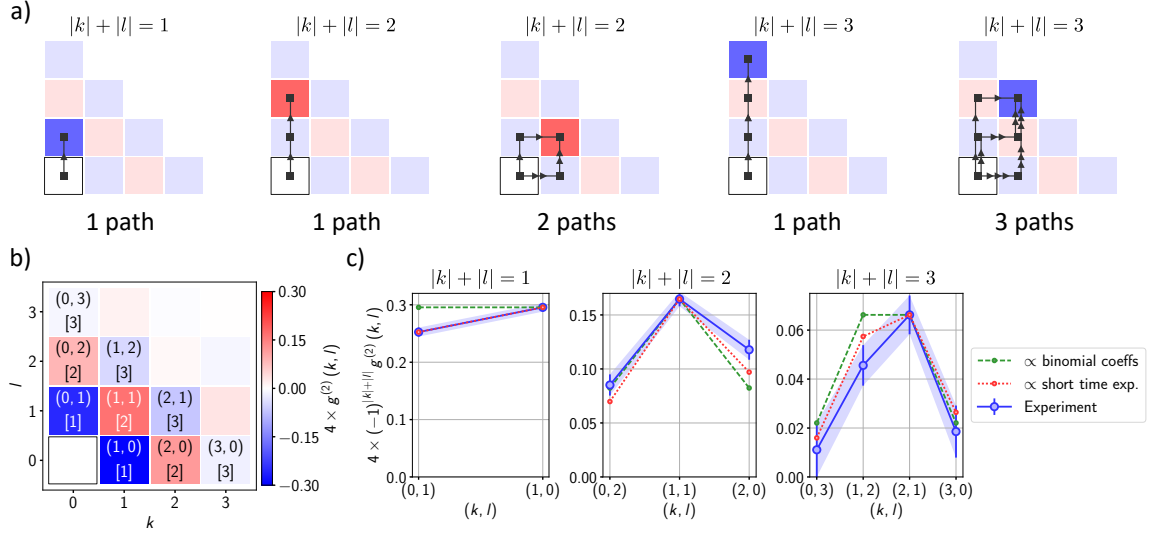 a)
|k| + |l| = 1
|k| + |l| = 2
|k| + |l| = 2
|k| + |l| = 3
|k| + |l| = 3
1 path
1 path
2 paths
1 path
3 paths
b)
l
3
2
1
0
(0, 3)
[3]
(0, 2)
[2]
(1, 2)
[3]
(0, 1)
[1]
(1, 1)
[2]
(2, 1)
[3]
(1, 0)
[1]
(2, 0)
[2]
(3, 0)
[3]
0
1
2
3
k
0.30
0.15
0.00
−0.15
−0.30
4 × g^{(2)} (k, l)
c)
4 × (−1)^{|k|+|l|} g^{(2)} (k, l)
|k| + |l| = 1
0.3
0.2
0.1
0.0
(0, 1)
(1, 0)
(k, l)
|k| + |l| = 2
0.15
0.10
0.05
0.00
(0, 2)
(1, 1)
(2, 0)
(k, l)
|k| + |l| = 3
0.06
0.04
0.02
0.00
(0, 3)
(1, 2)
(2, 1)
(3, 0)
(k, l)
∝ binomial coeffs
∝ short time exp.
Experiment